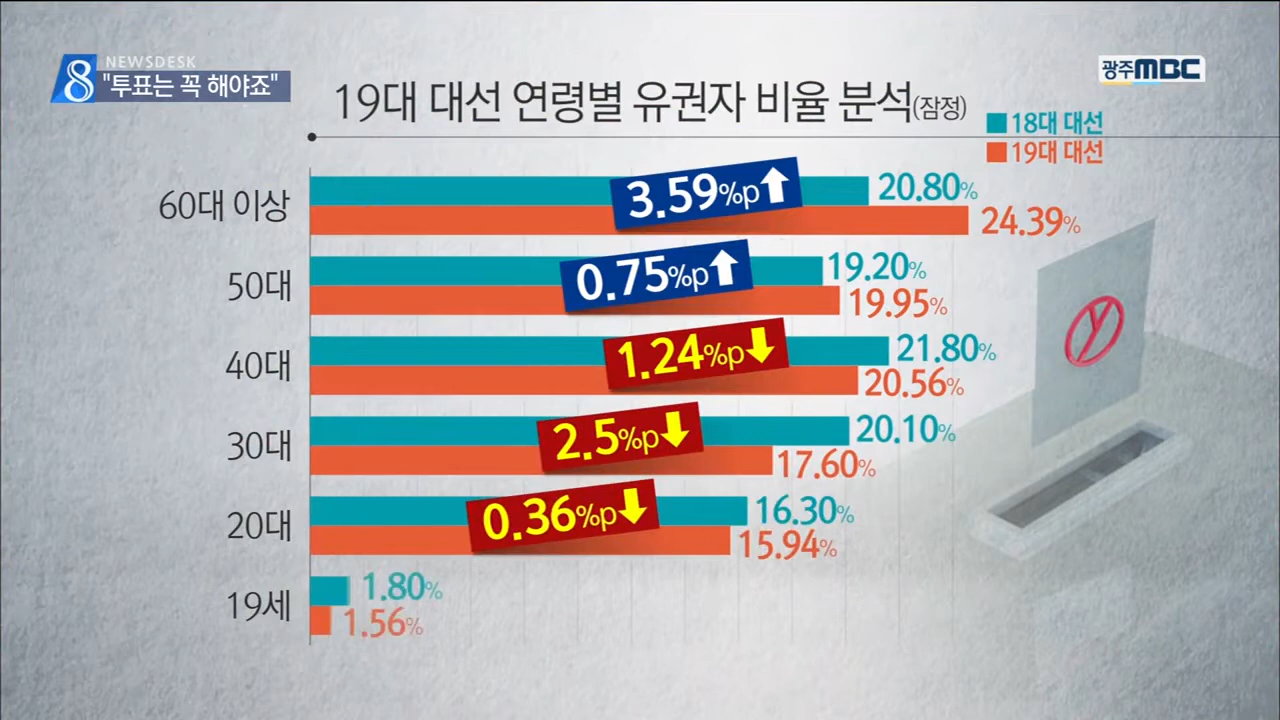 NEWSDESK
8 "투표는 꼭 해야죠"
광주MBC
19대 대선 연령별 유권자 비율 분석(잠정)
18대 대선
19대 대선
60대 이상 3.59%p 20.80%
24.39%
50대 0.75%p 19.20%
19.95%
40대 1.24%p 21.80%
20.56%
30대 2.5%p 20.10%
17.60%
20대 0.36%p 16.30%
15.94%
19세 1.80%
1.56%